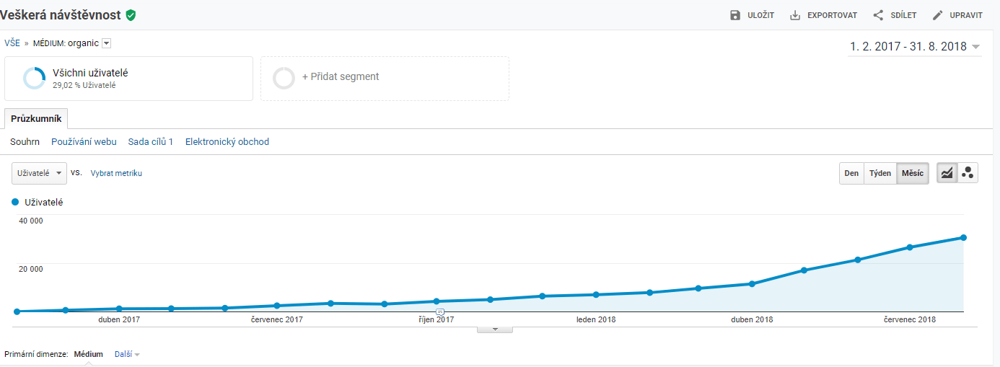 Veškerá návštěvnost
ULOŽIT EXPORTOVAT SDÍLET UPRAVIT
VŠE » MÉDIUM: organic
1. 2. 2017 - 31. 8. 2018
Všichni uživatelé
29,02 % Uživatelé
+ Přidat segment
Průzkumník
Souhrn Používání webu Sada cílů 1 Elektronický obchod
Uživatelé VS. Vybrat metriku
Den Týden Měsíc
Uživatelé
40 000
20 000
duben 2017 červenec 2017 říjen 2017 leden 2018 duben 2018 červenec 2018
Primární dimenze: Médium Další